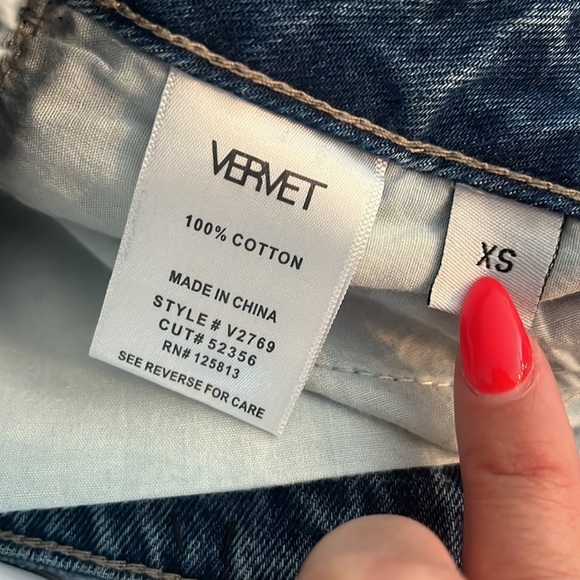 VERVET
100% COTTON
MADE IN CHINA
STYLE # V2769
CUT# 52356
RN# 125813
SEE REVERSE FOR CARE
XS